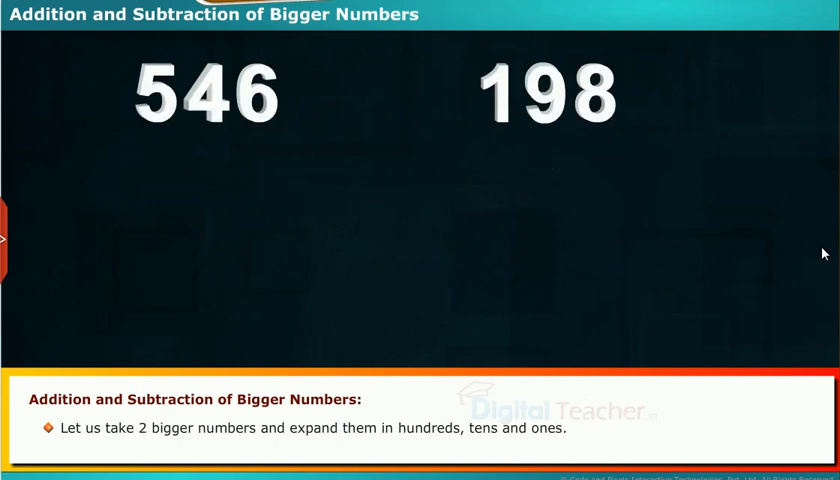 Addition and Subtraction of Bigger Numbers
546 198
Addition and Subtraction of Bigger Numbers:
Digital Teacher.in
Let us take 2 bigger numbers and expand them in hundreds, tens and ones.